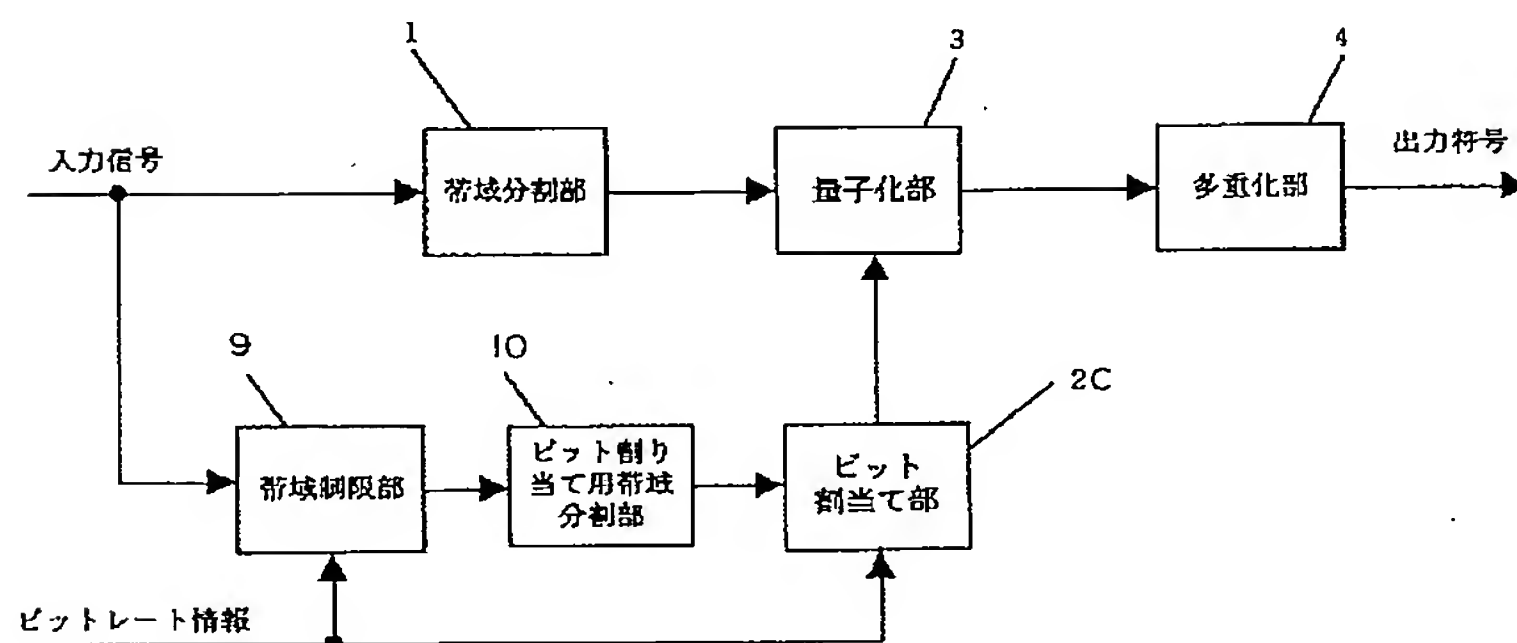 1
3
4
入力信号
出力符号
帯域分割部
量子化部
多重化部
9
10
2C
帯域制限部
ビット割り
当て用帯域
分割部
ビット
割当て部
ビットレート情報